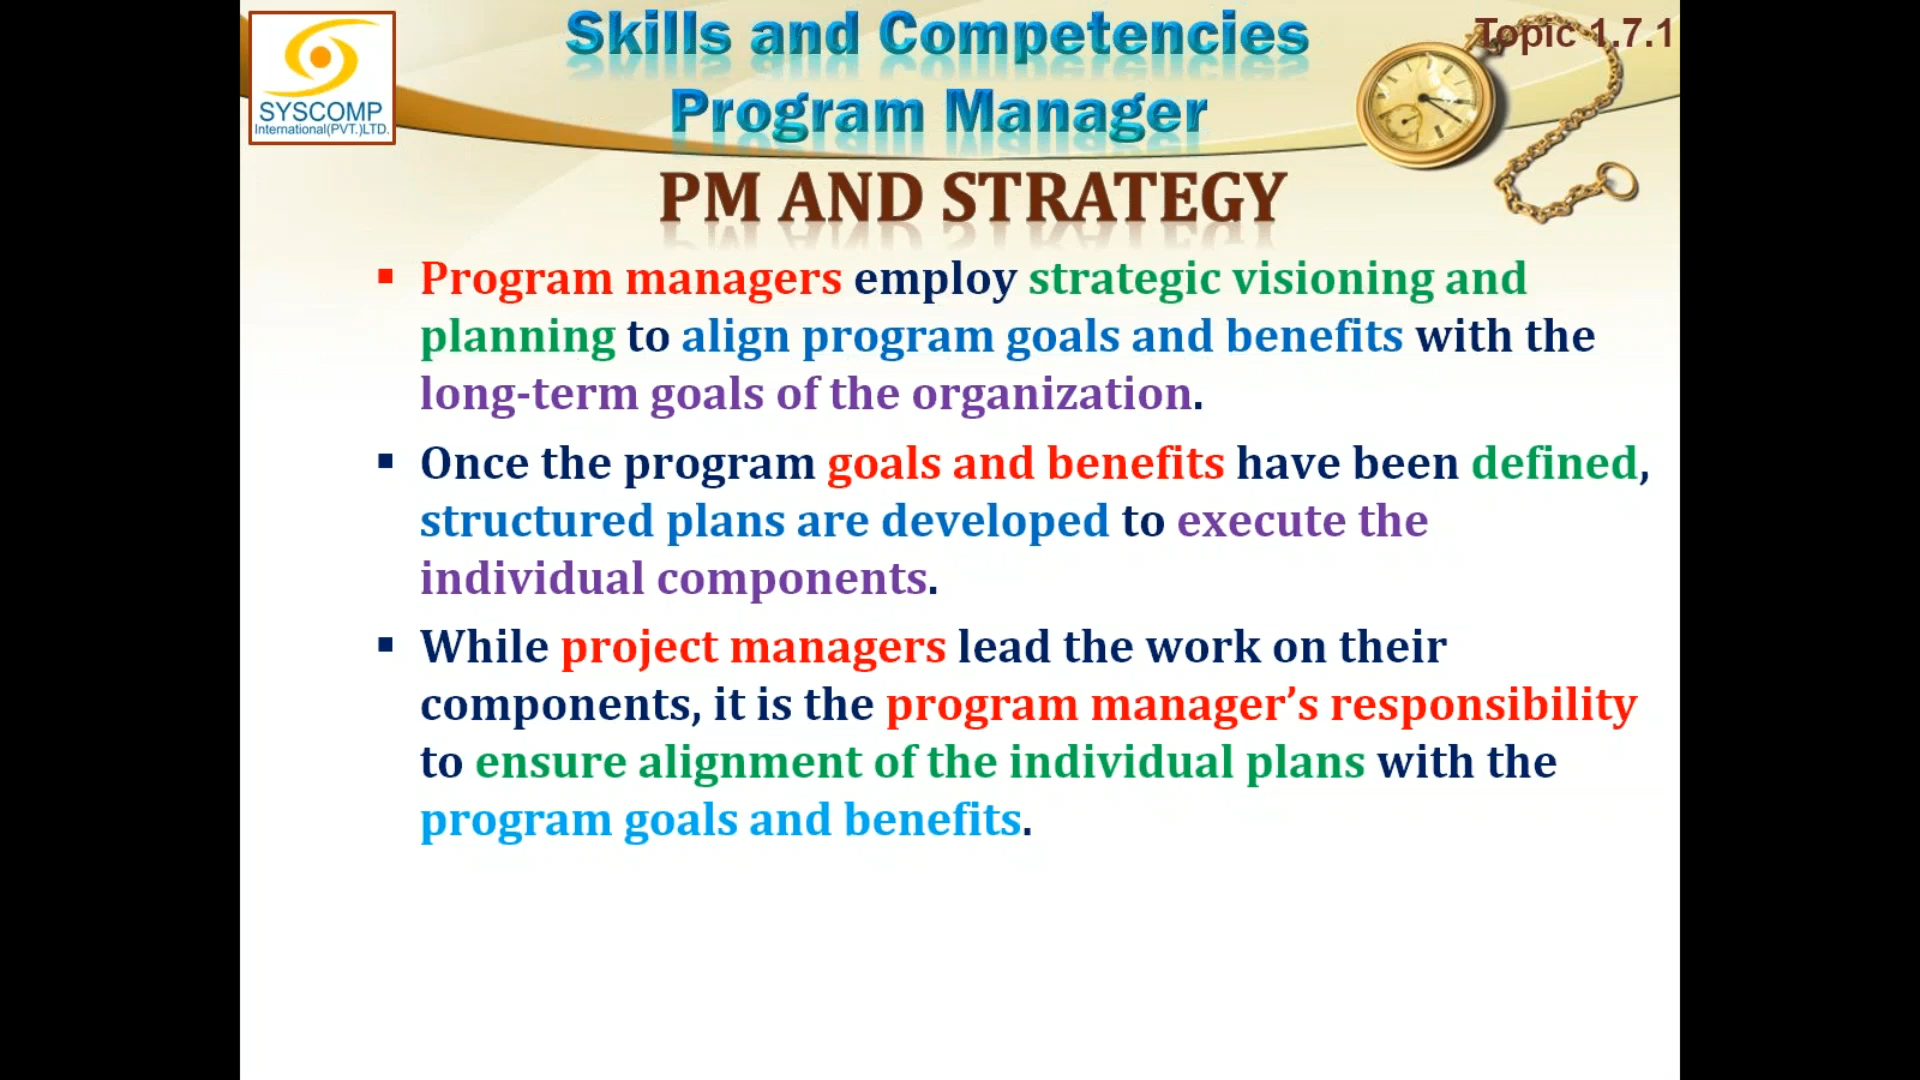 SYSCOMP
International(PVT.)LTD.
Skills and Competencies
Program Manager
Topic 1.7.1
PM AND STRATEGY
▪ Program managers employ strategic visioning and
planning to align program goals and benefits with the
long-term goals of the organization.
▪ Once the program goals and benefits have been defined,
structured plans are developed to execute the
individual components.
▪ While project managers lead the work on their
components, it is the program manager’s responsibility
to ensure alignment of the individual plans with the
program goals and benefits.